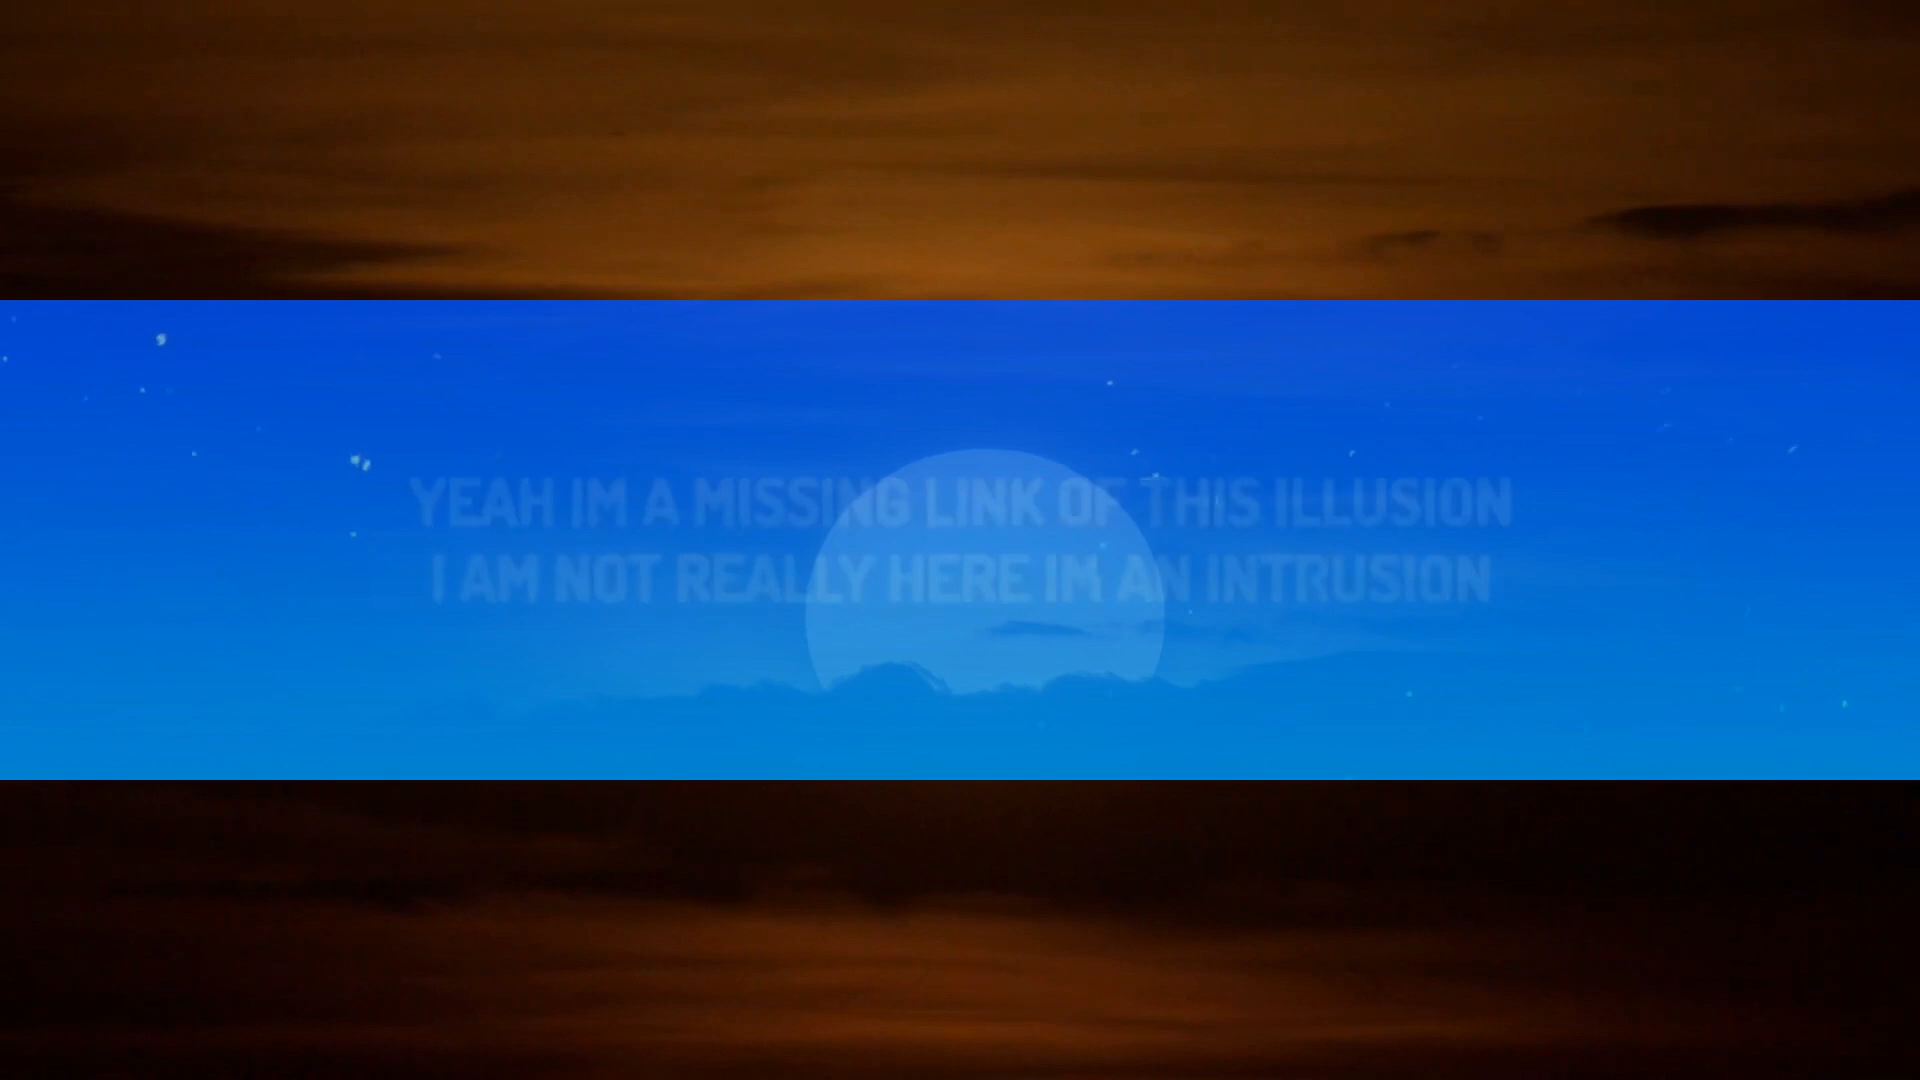 YEAH IM A MISSING LINK OF THIS ILLUSION
I AM NOT REALLY HERE IM AN INTRUSION